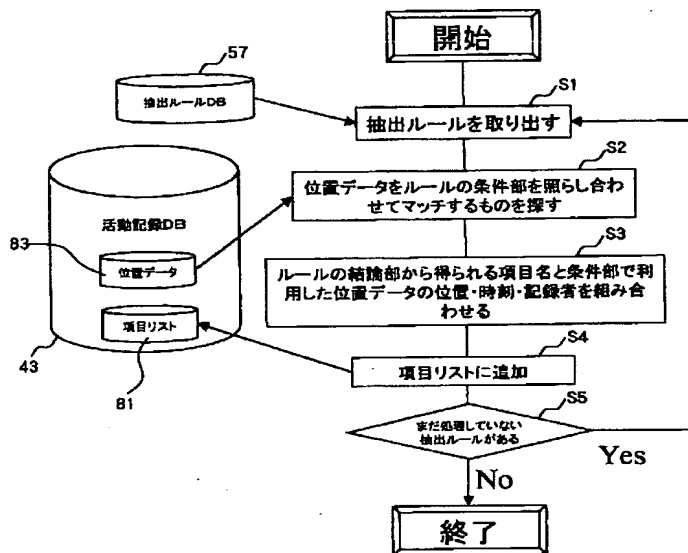 開始
57
抽出ルールDB
S1
抽出ルールを取り出す
S2
位置データをルールの条件部を照らし合わ
せてマッチするものを探す
活動記録DB
83
位置データ
S3
ルールの結論部から得られる項目名と条件部で利
用した位置データの位置・時刻・記録者を組み合
わせる
項目リスト
43
81
S4
項目リストに追加
S5
まだ処理していない
抽出ルールがある
Yes
No
終了